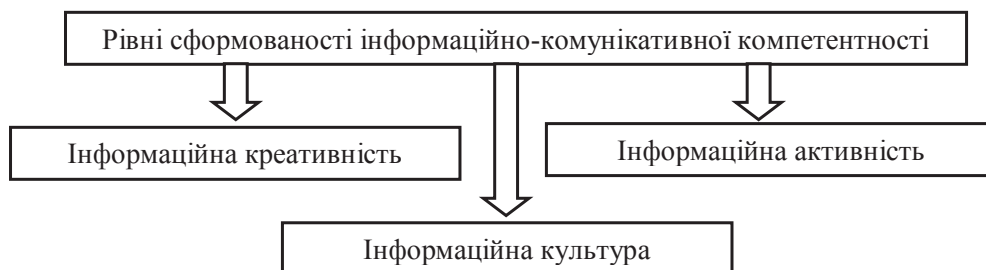 Рівні сформованості інформаційно-комунікативної компетентності
Інформаційна креативність
Інформаційна активність
Інформаційна культура